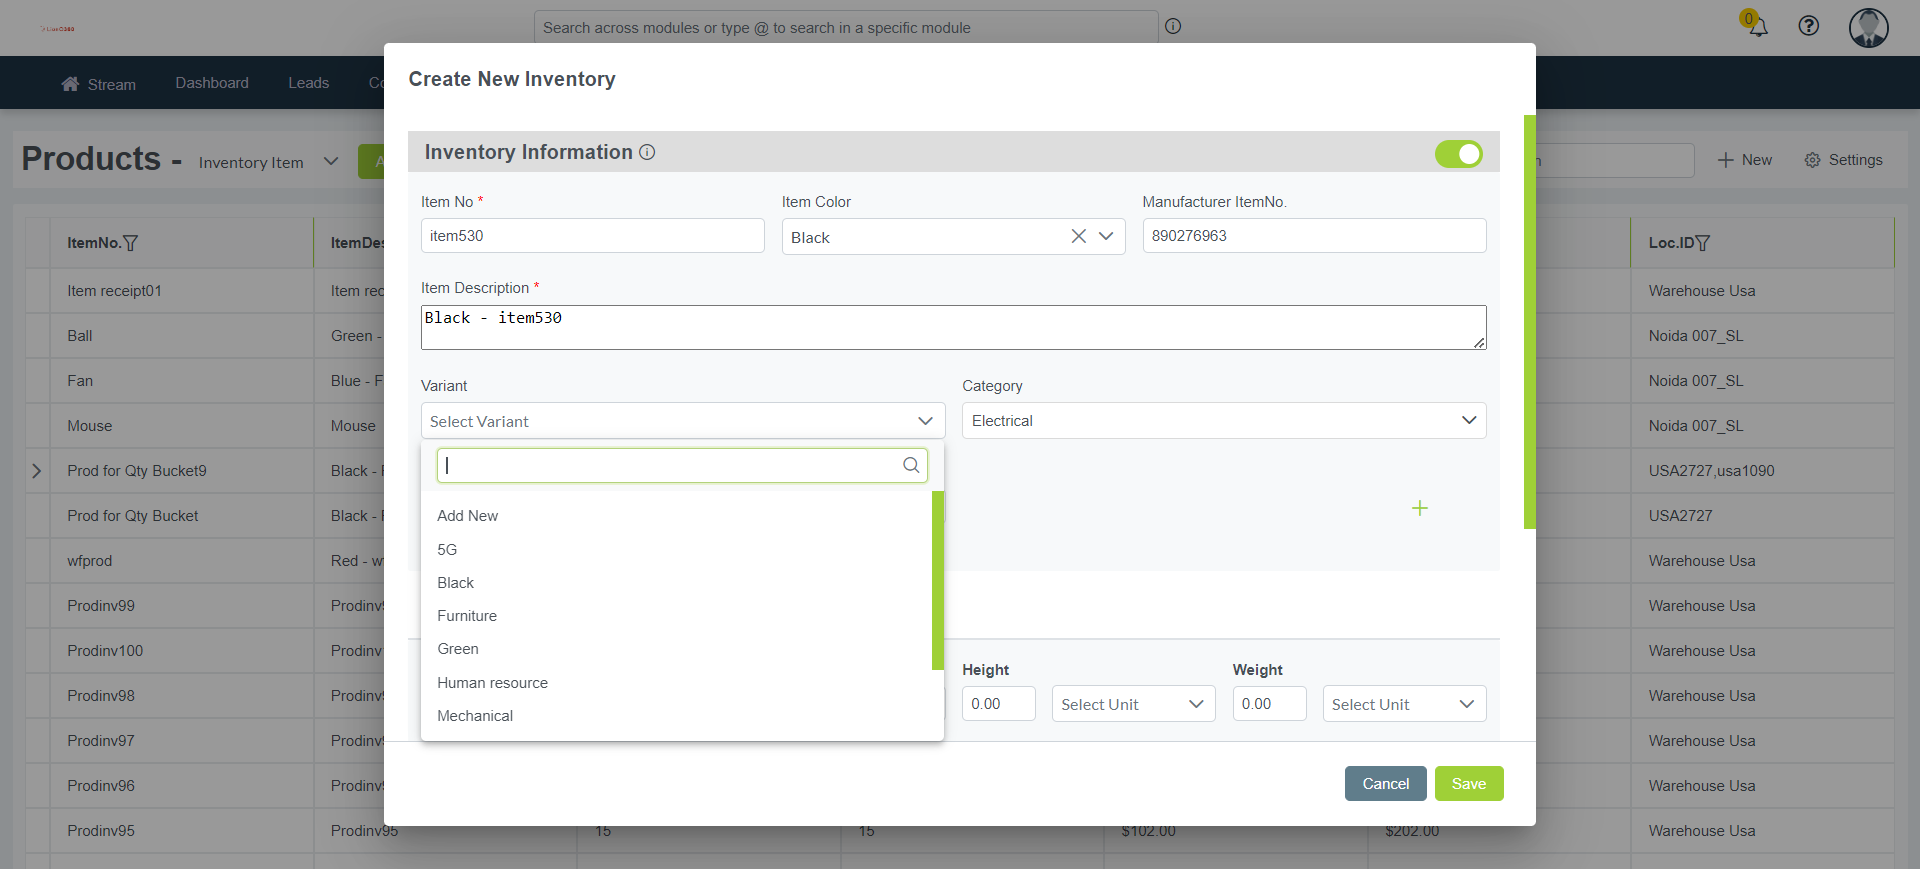 0
Search across modules or type @ to search in a specific module
Stream Dashboard Leads Co
Create New Inventory
Products - Inventory Item
New Settings
Inventory Information
Item No * Item Color Manufacturer ItemNo.
item530 Black 890276963
Item Description *
Black - item530
Variant Category
Select Variant Electrical
Add New
5G
Black
Furniture
Green
Human resource
Mechanical
Height Weight
0.00 Select Unit 0.00 Select Unit
Cancel Save
ItemNo. ItemDes Loc.ID
Item receipt01 Item rec Warehouse Usa
Ball Green - Noida 007_SL
Fan Blue - F Noida 007_SL
Mouse Mouse Noida 007_SL
Prod for Qty Bucket9 Black - USA2727,usa1090
Prod for Qty Bucket Black - USA2727
wfprod Red - w Warehouse Usa
Prodinv99 Prodinv Warehouse Usa
Prodinv100 Prodinv Warehouse Usa
Prodinv98 Prodinv Warehouse Usa
Prodinv97 Prodinv Warehouse Usa
Prodinv96 Prodinv Warehouse Usa
Prodinv95 Prodinv95 15 15 $102.00 $202.00 Warehouse Usa